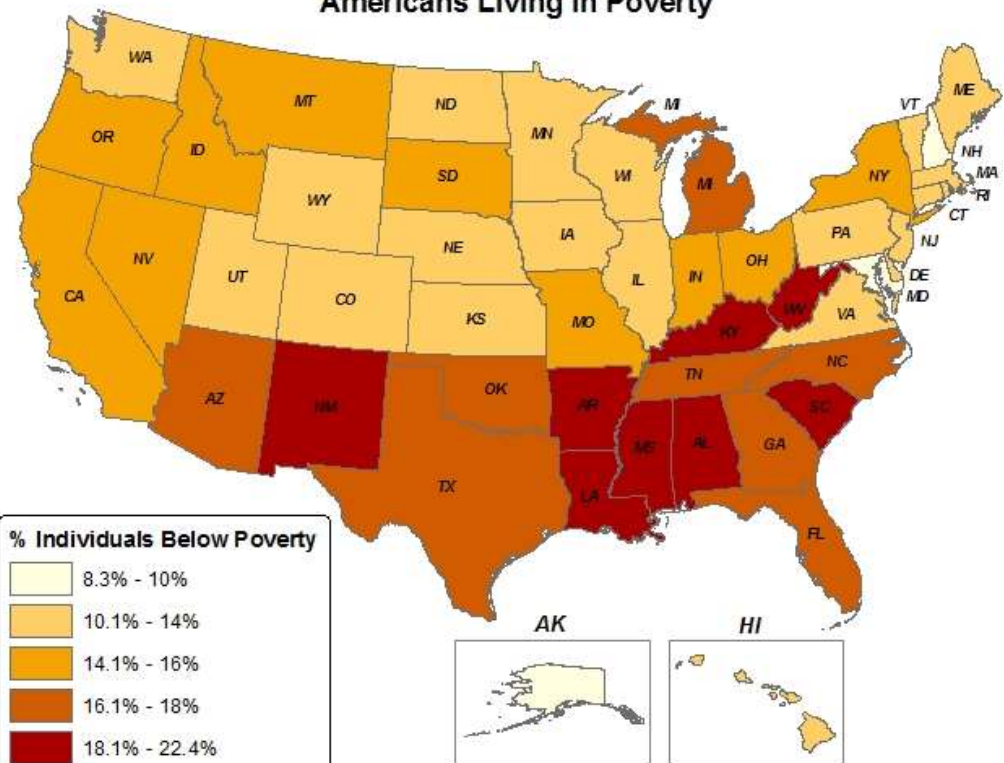 Americans Living in Poverty
WA
MT
ND
MN
MI
VT
ME
OR
ID
SD
WI
MI
NY
NH
MA
RI
CT
WY
IA
PA
NJ
NE
NV
UT
CO
IL
IN
OH
DE
MD
CA
KS
MO
WV
VA
KY
AZ
NM
OK
TN
NC
AR
SC
MS
AL
GA
TX
LA
FL
% Individuals Below Poverty
8.3% - 10%
10.1% - 14%
14.1% - 16%
16.1% - 18%
18.1% - 22.4%
AK
HI